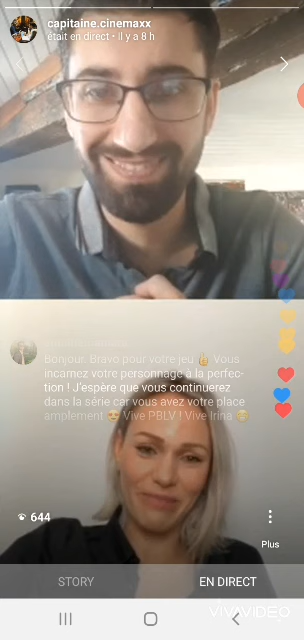 capitaine.cinemaxx
était en direct • Il y a 8 h
Bonjour. Bravo pour votre jeu 👍 Vous
incarnez votre personnage à la perfec-
tion ! J'espère que vous continuerez
dans la série car vous avez votre place
amplement 😍 Vive PBLV ! Vive Irina 😁
644
Plus
STORY
EN DIRECT
VIVAVIDEO